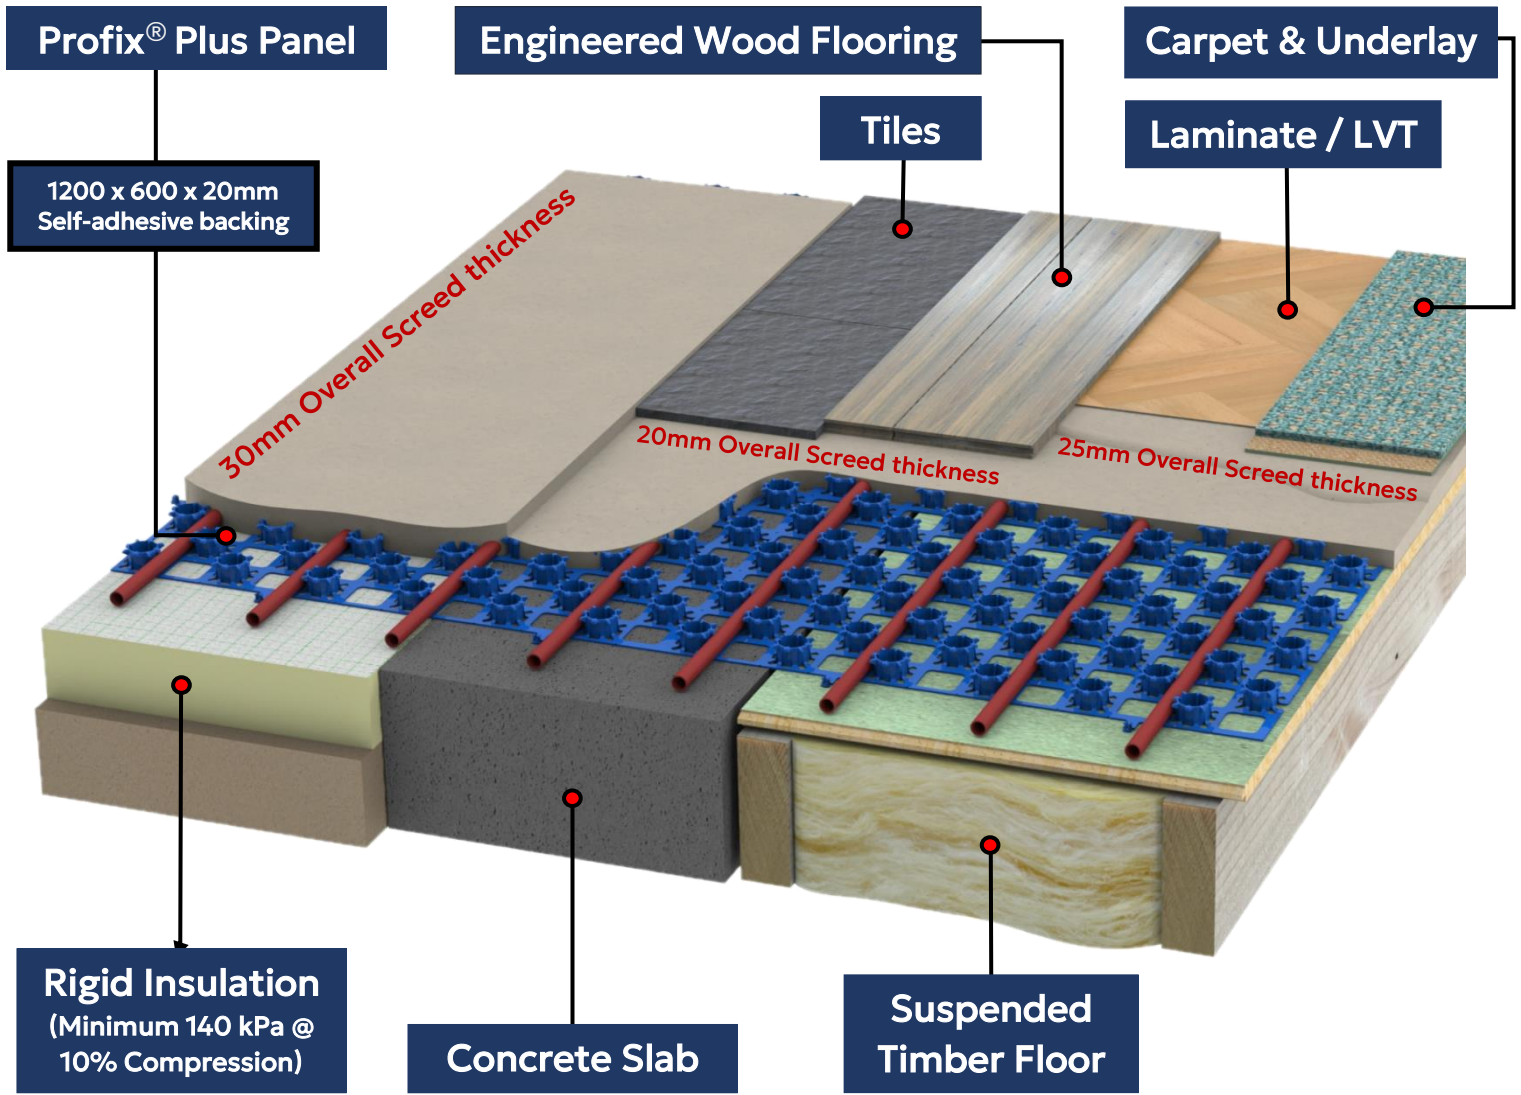 Profix® Plus Panel
1200 x 600 x 20mm
Self-adhesive backing
Engineered Wood Flooring
Tiles
Carpet & Underlay
Laminate / LVT
30mm Overall Screed thickness
20mm Overall Screed thickness
25mm Overall Screed thickness
Rigid Insulation
(Minimum 140 kPa @
10% Compression)
Concrete Slab
Suspended
Timber Floor